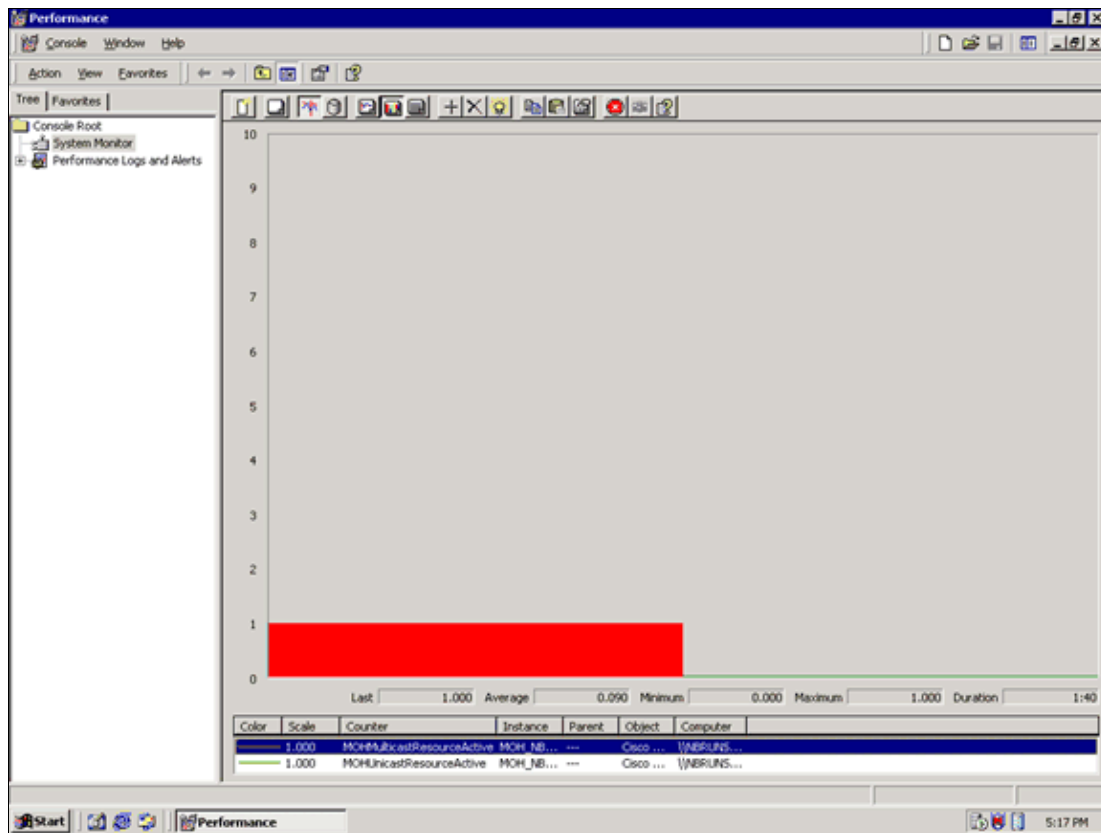 Performance
Console Window Help
Action View Favorites
Tree Favorites
Console Root
System Monitor
Performance Logs and Alerts
10
9
8
7
6
5
4
3
2
1
0
Last 1.000 Average 0.090 Minimum 0.000 Maximum 1.000 Duration 1:40
Color Scale Counter Instance Parent Object Computer
1.000 MOHMulticastResourceActive MOH_NB... --- Cisco ... \\NBRUNS...
1.000 MOHUnicastResourceActive MOH_NB... --- Cisco ... \\NBRUNS...
Start Performance 5:17 PM